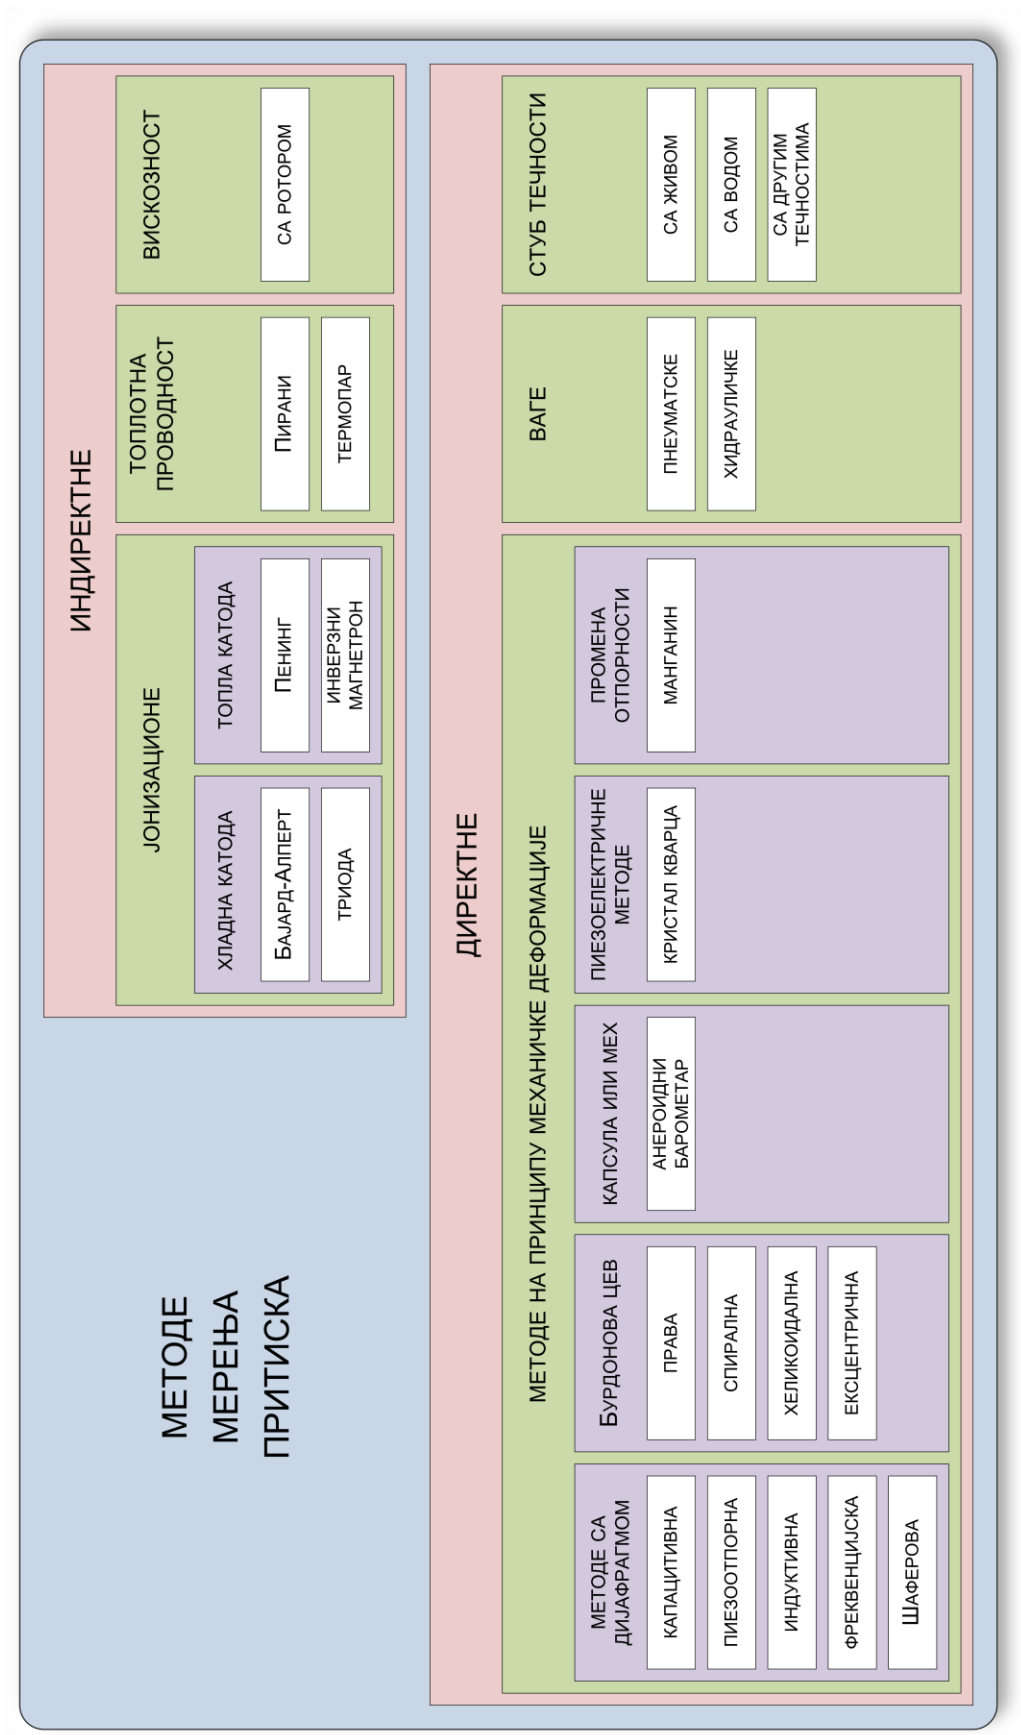 МЕТОДЕ
МЕРЕЊА
ПРИТИСКА
ИНДИРЕКТНЕ
ЈОНИЗАЦИОНЕ
ХЛАДНА КАТОДА
БАЈАРД-АЛПЕРТ
ТРИОДА
ТОПЛА КАТОДА
ПЕНИНГ
ИНВЕРЗНИ
МАГНЕТРОН
ТОПЛОТНА
ПРОВОДНОСТ
ПИРАНИ
ТЕРМОПАР
ВИСКОЗНОСТ
СА РОТОРОМ
ДИРЕКТНЕ
МЕТОДЕ НА ПРИНЦИПУ МЕХАНИЧКЕ ДЕФОРМАЦИЈЕ
МЕТОДЕ СА
ДИЈАФРАГМОМ
КАПАЦИТИВНА
ПИЕЗООТПОРНА
ИНДУКТИВНА
ФРЕКВЕНЦИЈСКА
ШАФЕРОВА
БУРДОНОВА ЦЕВ
ПРАВА
СПИРАЛНА
ХЕЛИКОИДАЛНА
ЕКСЦЕНТРИЧНА
КАПСУЛА ИЛИ МЕХ
АНЕРОИДНИ
БАРОМЕТАР
ПИЕЗОЕЛЕКТРИЧНЕ
МЕТОДЕ
КРИСТАЛ КВАРЦА
ПРОМЕНА
ОТПОРНОСТИ
МАНГАНИН
ВАГЕ
ПНЕУМАТСКЕ
ХИДРАУЛИЧКЕ
СТУБ ТЕЧНОСТИ
СА ЖИВОМ
СА ВОДОМ
СА ДРУГИМ
ТЕЧНОСТИМА